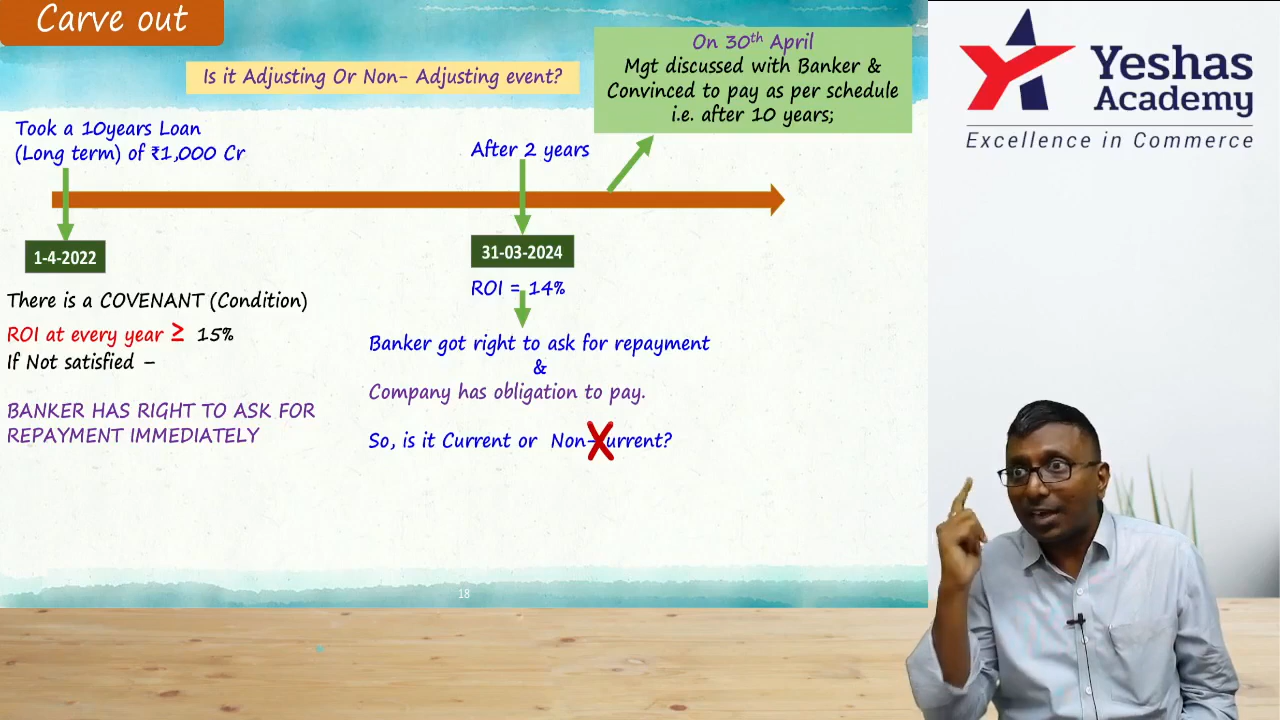 Carve out
Is it Adjusting Or Non- Adjusting event?
On 30th April
Mgt discussed with Banker &
Convinced to pay as per schedule
i.e. after 10 years;
Took a 10years Loan
(Long term) of ₹1,000 Cr
After 2 years
1-4-2022
31-03-2024
There is a COVENANT (Condition)
ROI at every year ≥ 15%
If Not satisfied –
BANKER HAS RIGHT TO ASK FOR
REPAYMENT IMMEDIATELY
ROI = 14%
Banker got right to ask for repayment
&
Company has obligation to pay.
So, is it Current or Non-Current?
18
Yeshas
Academy
Excellence in Commerce